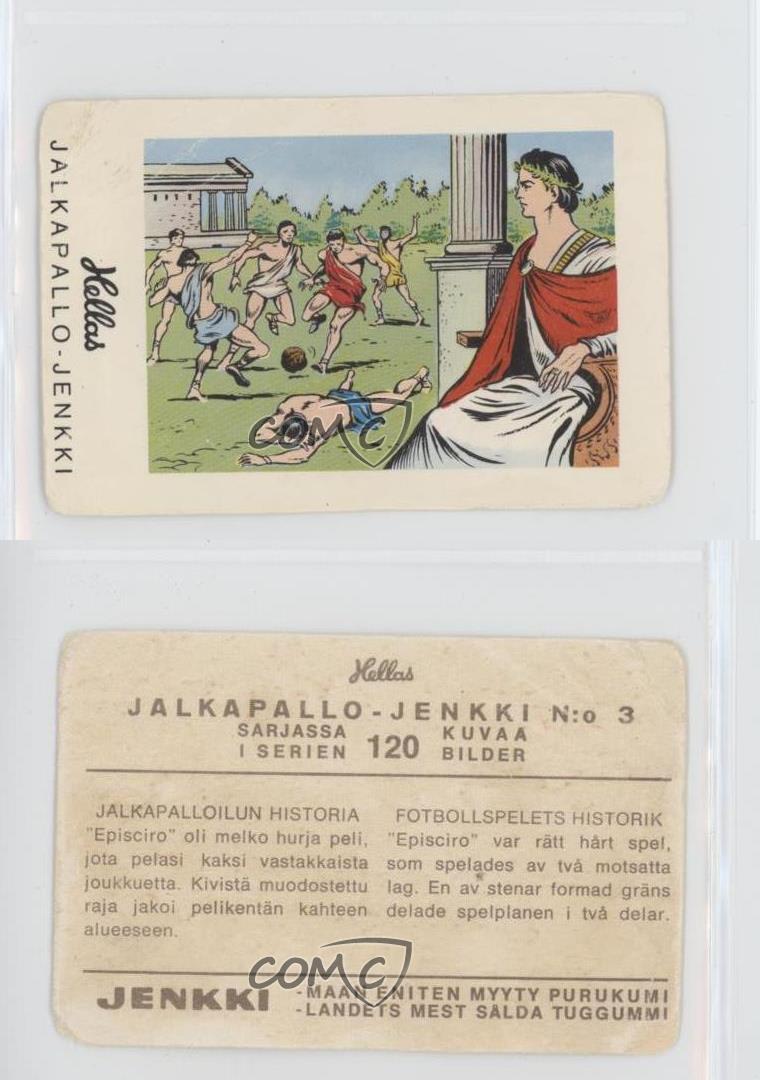 Hellas
JALKAPALLO-JENKKI
COMC
Hellas
JALKAPALLO-JENKKI N:o 3
SARJASSA 120 KUVAA
I SERIEN BILDER
JALKAPALLOILUN HISTORIA
"Episciro" oli melko hurja peli,
jota pelasi kaksi vastakkaista
joukkuetta. Kivistä muodostettu
raja jakoi pelikentän kahteen
alueeseen.
FOTBOLLSPELETS HISTORIK
"Episciro" var rätt hårt spel,
som spelades av två motsatta
lag. En av stenar formad gräns
delade spelplanen i två delar.
COMC
JENKKI
-MAAN ENITEN MYYTY PURUKUMI
-LANDETS MEST SÅLDA TUGGUMMI